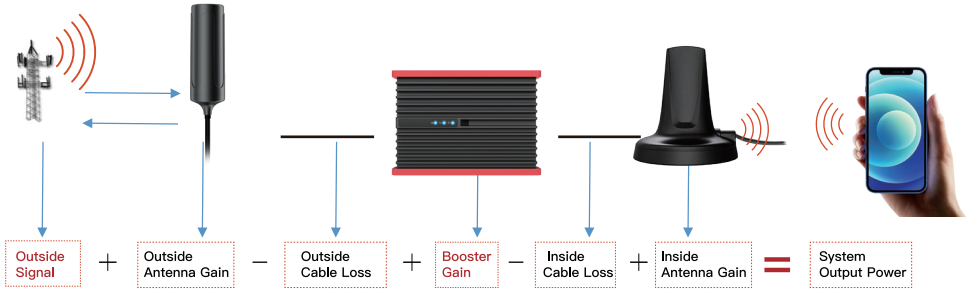 Outside
Signal
+
Outside
Antenna Gain
-
Outside
Cable Loss
+
Booster
Gain
-
Inside
Cable Loss
+
Inside
Antenna Gain
=
System
Output Power